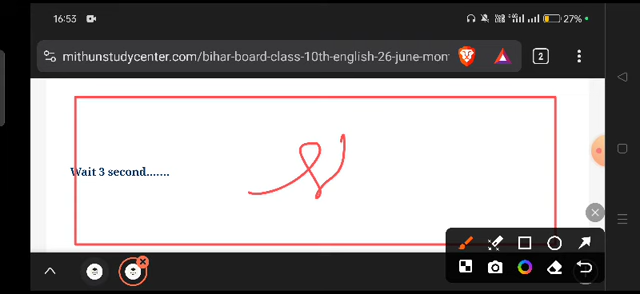 16:53 27%
mithunstudycenter.com/bihar-board-class-10th-english-26-june-mon 2
Wait 3 second.......